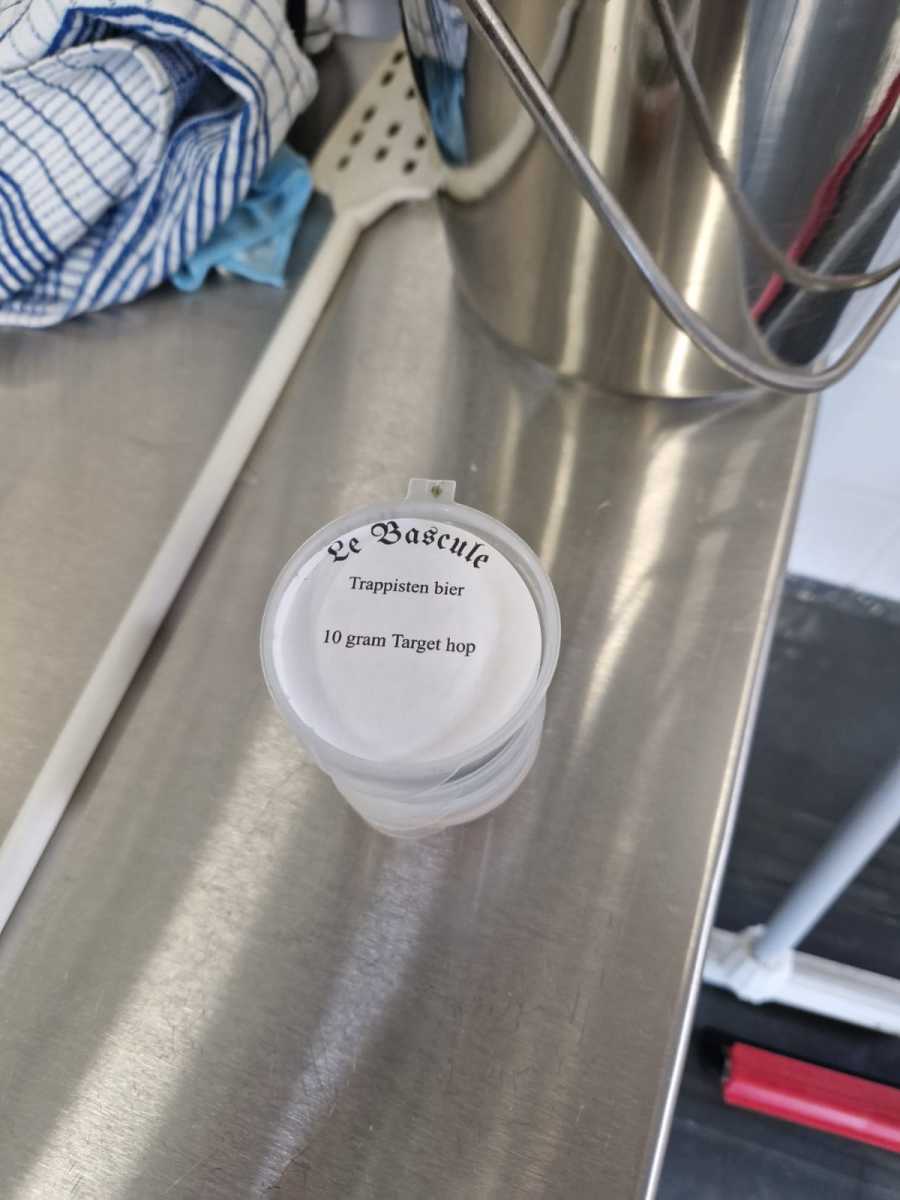 Le Bascule
Trappisten bier
10 gram Target hop